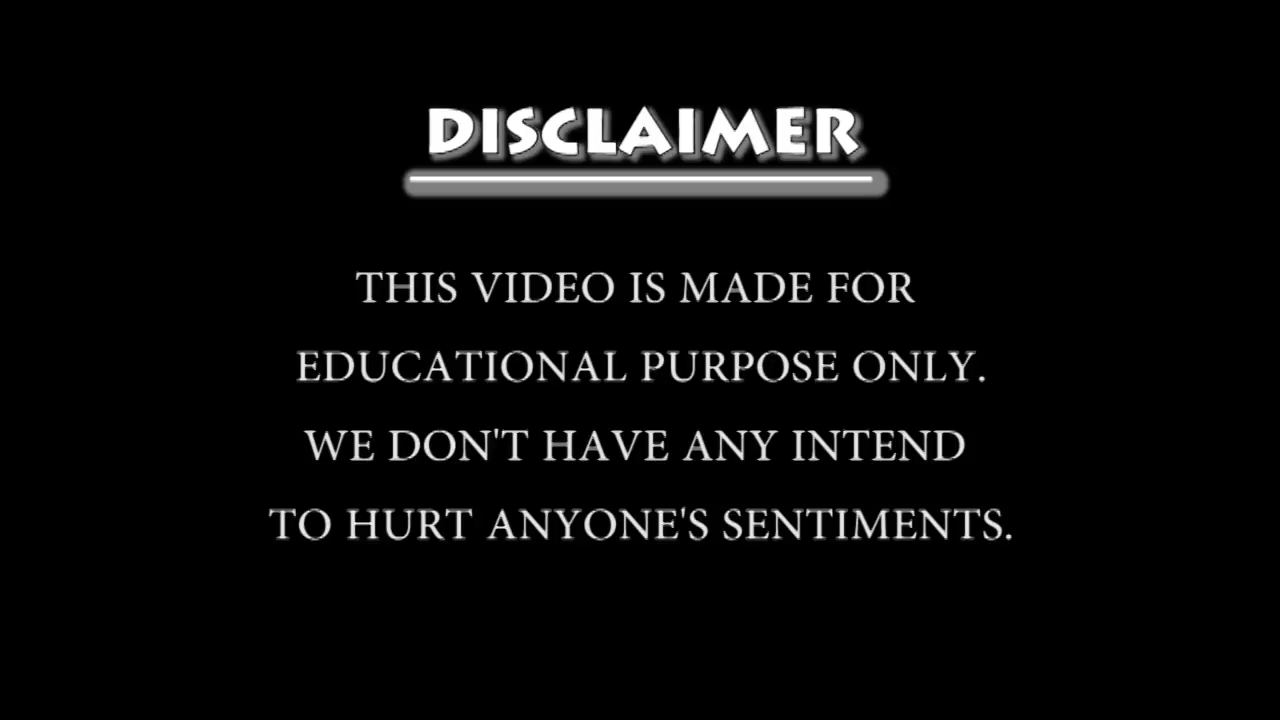 DISCLAIMER
THIS VIDEO IS MADE FOR
EDUCATIONAL PURPOSE ONLY.
WE DON'T HAVE ANY INTEND
TO HURT ANYONE'S SENTIMENTS.